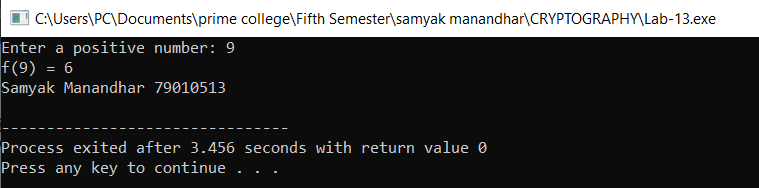 C:\Users\PC\Documents\prime college\Fifth Semester\samyak manandhar\CRYPTOGRAPHY\Lab-13.exe
Enter a positive number: 9
f(9) = 6
Samyak Manandhar 79010513
--------------------------------
Process exited after 3.456 seconds with return value 0
Press any key to continue . . .